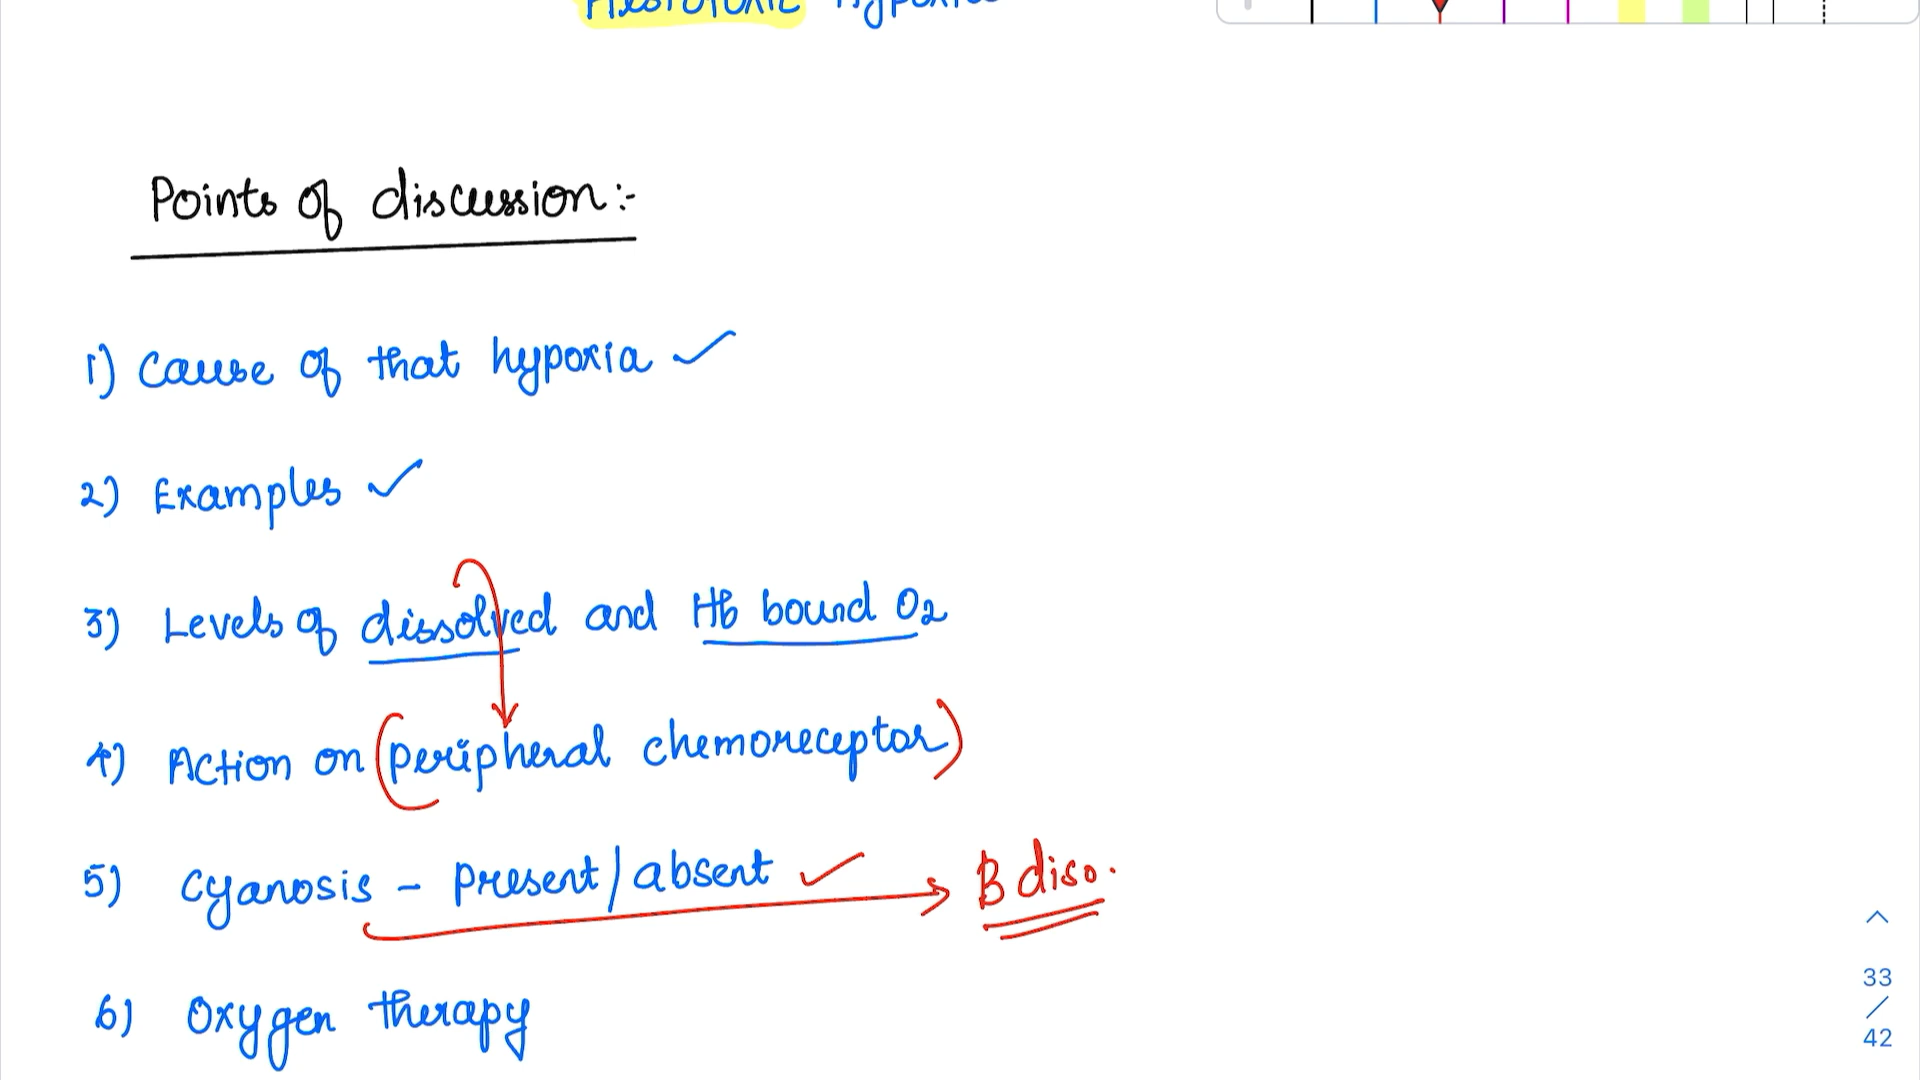 Points of discussion:-
1) Cause of that hypoxia ✓
2) Examples ✓
3) Levels of dissolved and Hb bound O2
4) Action on (peripheral chemoreceptor)
5) Cyanosis - Present/absent ✓ → B diso.
6) Oxygen therapy
33
/
42